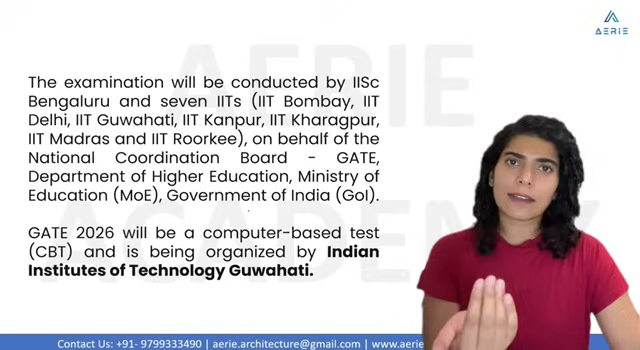 AERIE
AERIE
ACADEMY
The examination will be conducted by IISc
Bengaluru and seven IITs (IIT Bombay, IIT
Delhi, IIT Guwahati, IIT Kanpur, IIT Kharagpur,
IIT Madras and IIT Roorkee), on behalf of the
National Coordination Board - GATE,
Department of Higher Education, Ministry of
Education (MoE), Government of India (GoI).
GATE 2026 will be a computer-based test
(CBT) and is being organized by Indian
Institutes of Technology Guwahati.
Contact Us: +91- 9799333490 | aerie.architecture@gmail.com | www.aerie